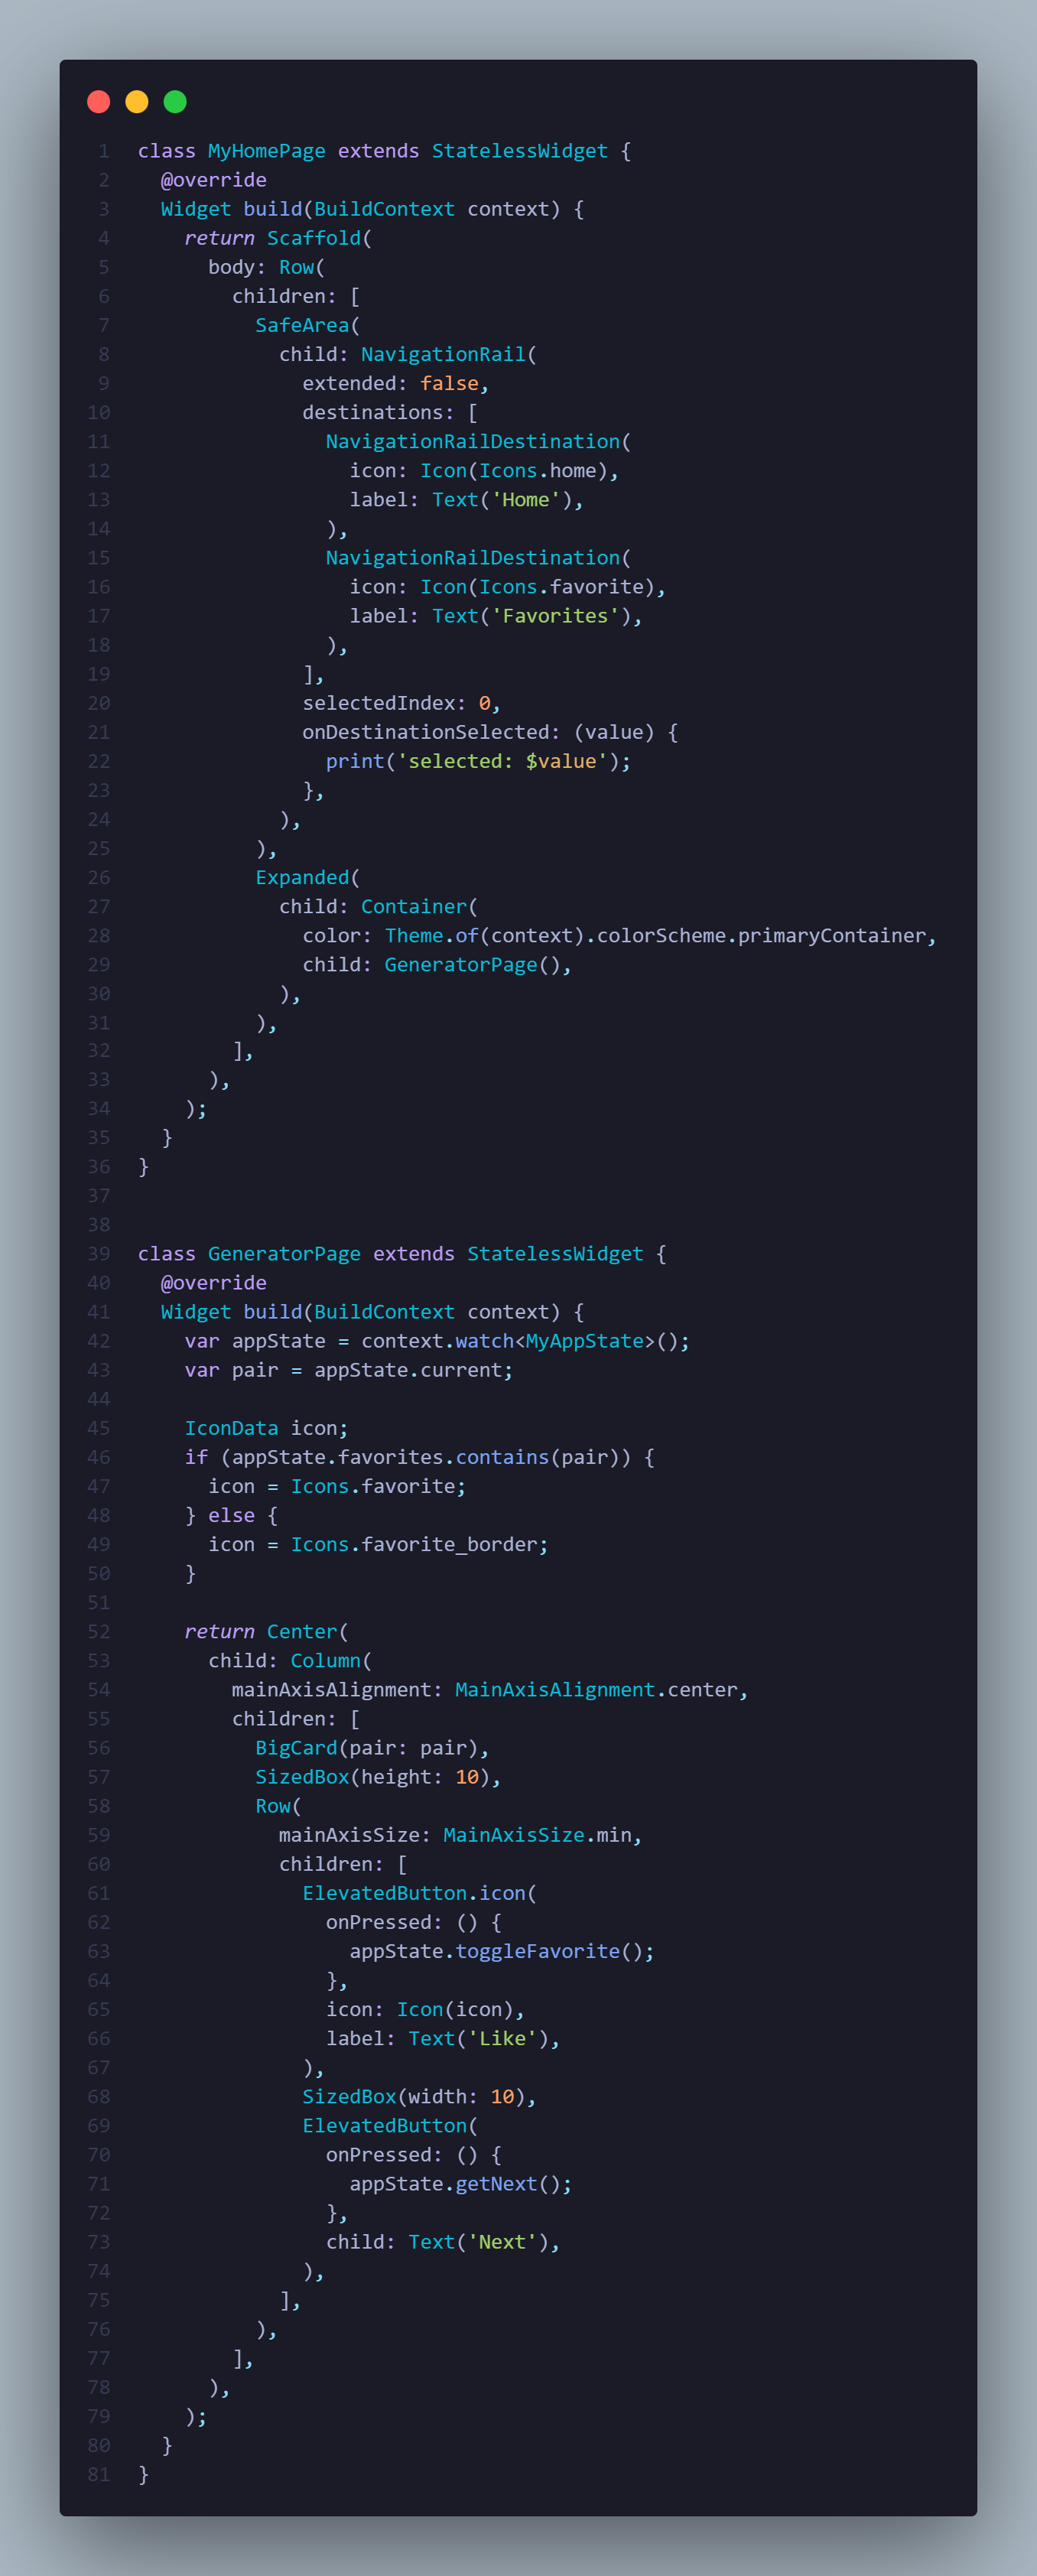 1 class MyHomePage extends StatelessWidget {
2   @override
3   Widget build(BuildContext context) {
4     return Scaffold(
5       body: Row(
6         children: [
7           SafeArea(
8             child: NavigationRail(
9               extended: false,
10               destinations: [
11                 NavigationRailDestination(
12                   icon: Icon(Icons.home),
13                   label: Text('Home'),
14                 ),
15                 NavigationRailDestination(
16                   icon: Icon(Icons.favorite),
17                   label: Text('Favorites'),
18                 ),
19               ],
20               selectedIndex: 0,
21               onDestinationSelected: (value) {
22                 print('selected: $value');
23               },
24             ),
25           ),
26           Expanded(
27             child: Container(
28               color: Theme.of(context).colorScheme.primaryContainer,
29               child: GeneratorPage(),
30             ),
31           ),
32         ],
33       ),
34     );
35   }
36 }
37
38
39 class GeneratorPage extends StatelessWidget {
40   @override
41   Widget build(BuildContext context) {
42     var appState = context.watch<MyAppState>();
43     var pair = appState.current;
44
45     IconData icon;
46     if (appState.favorites.contains(pair)) {
47       icon = Icons.favorite;
48     } else {
49       icon = Icons.favorite_border;
50     }
51
52     return Center(
53       child: Column(
54         mainAxisAlignment: MainAxisAlignment.center,
55         children: [
56           BigCard(pair: pair),
57           SizedBox(height: 10),
58           Row(
59             mainAxisSize: MainAxisSize.min,
60             children: [
61               ElevatedButton.icon(
62                 onPressed: () {
63                   appState.toggleFavorite();
64                 },
65                 icon: Icon(icon),
66                 label: Text('Like'),
67               ),
68               SizedBox(width: 10),
69               ElevatedButton(
70                 onPressed: () {
71                   appState.getNext();
72                 },
73                 child: Text('Next'),
74               ),
75             ],
76           ),
77         ],
78       ),
79     );
80   }
81 }